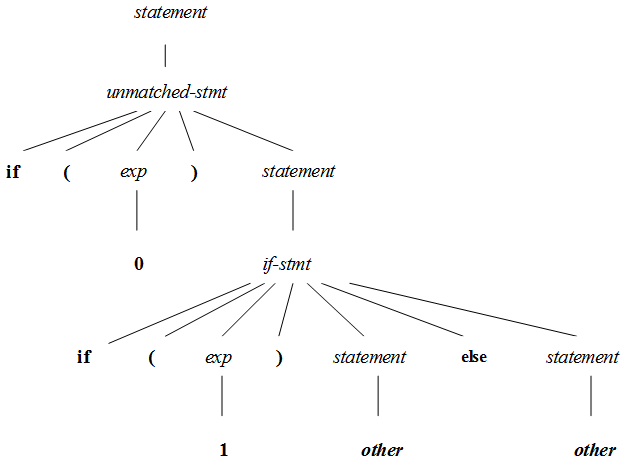 statement
unmatched-stmt
if ( exp ) statement
0 if-stmt
if ( exp ) statement else statement
1 other other